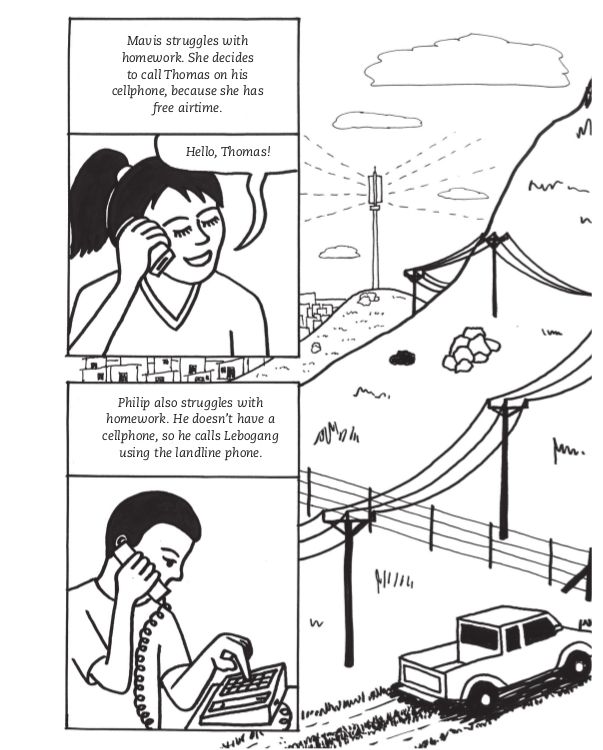 Mavis struggles with
homework. She decides
to call Thomas on his
cellphone, because she has
free airtime.
Hello, Thomas!
Philip also struggles with
homework. He doesn't have a
cellphone, so he calls Lebogang
using the landline phone.